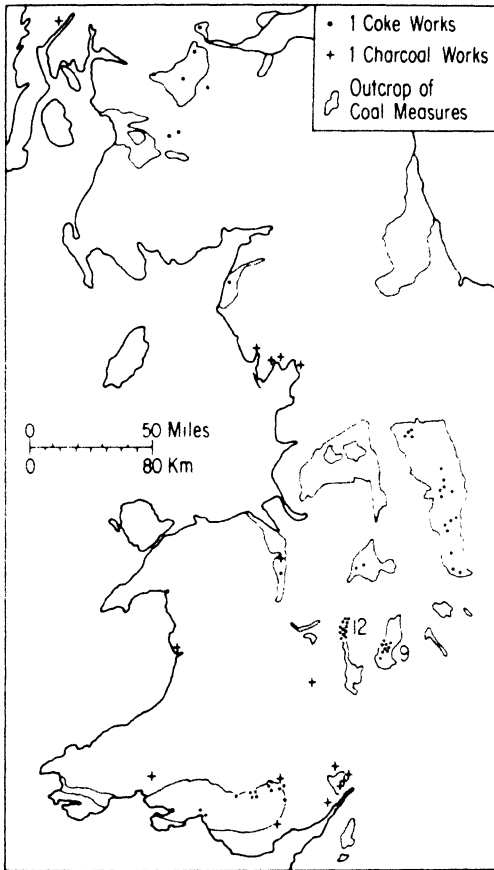 • 1 Coke Works
+ 1 Charcoal Works
Outcrop of
Coal Measures
0 50 Miles
0 80 Km
12
9